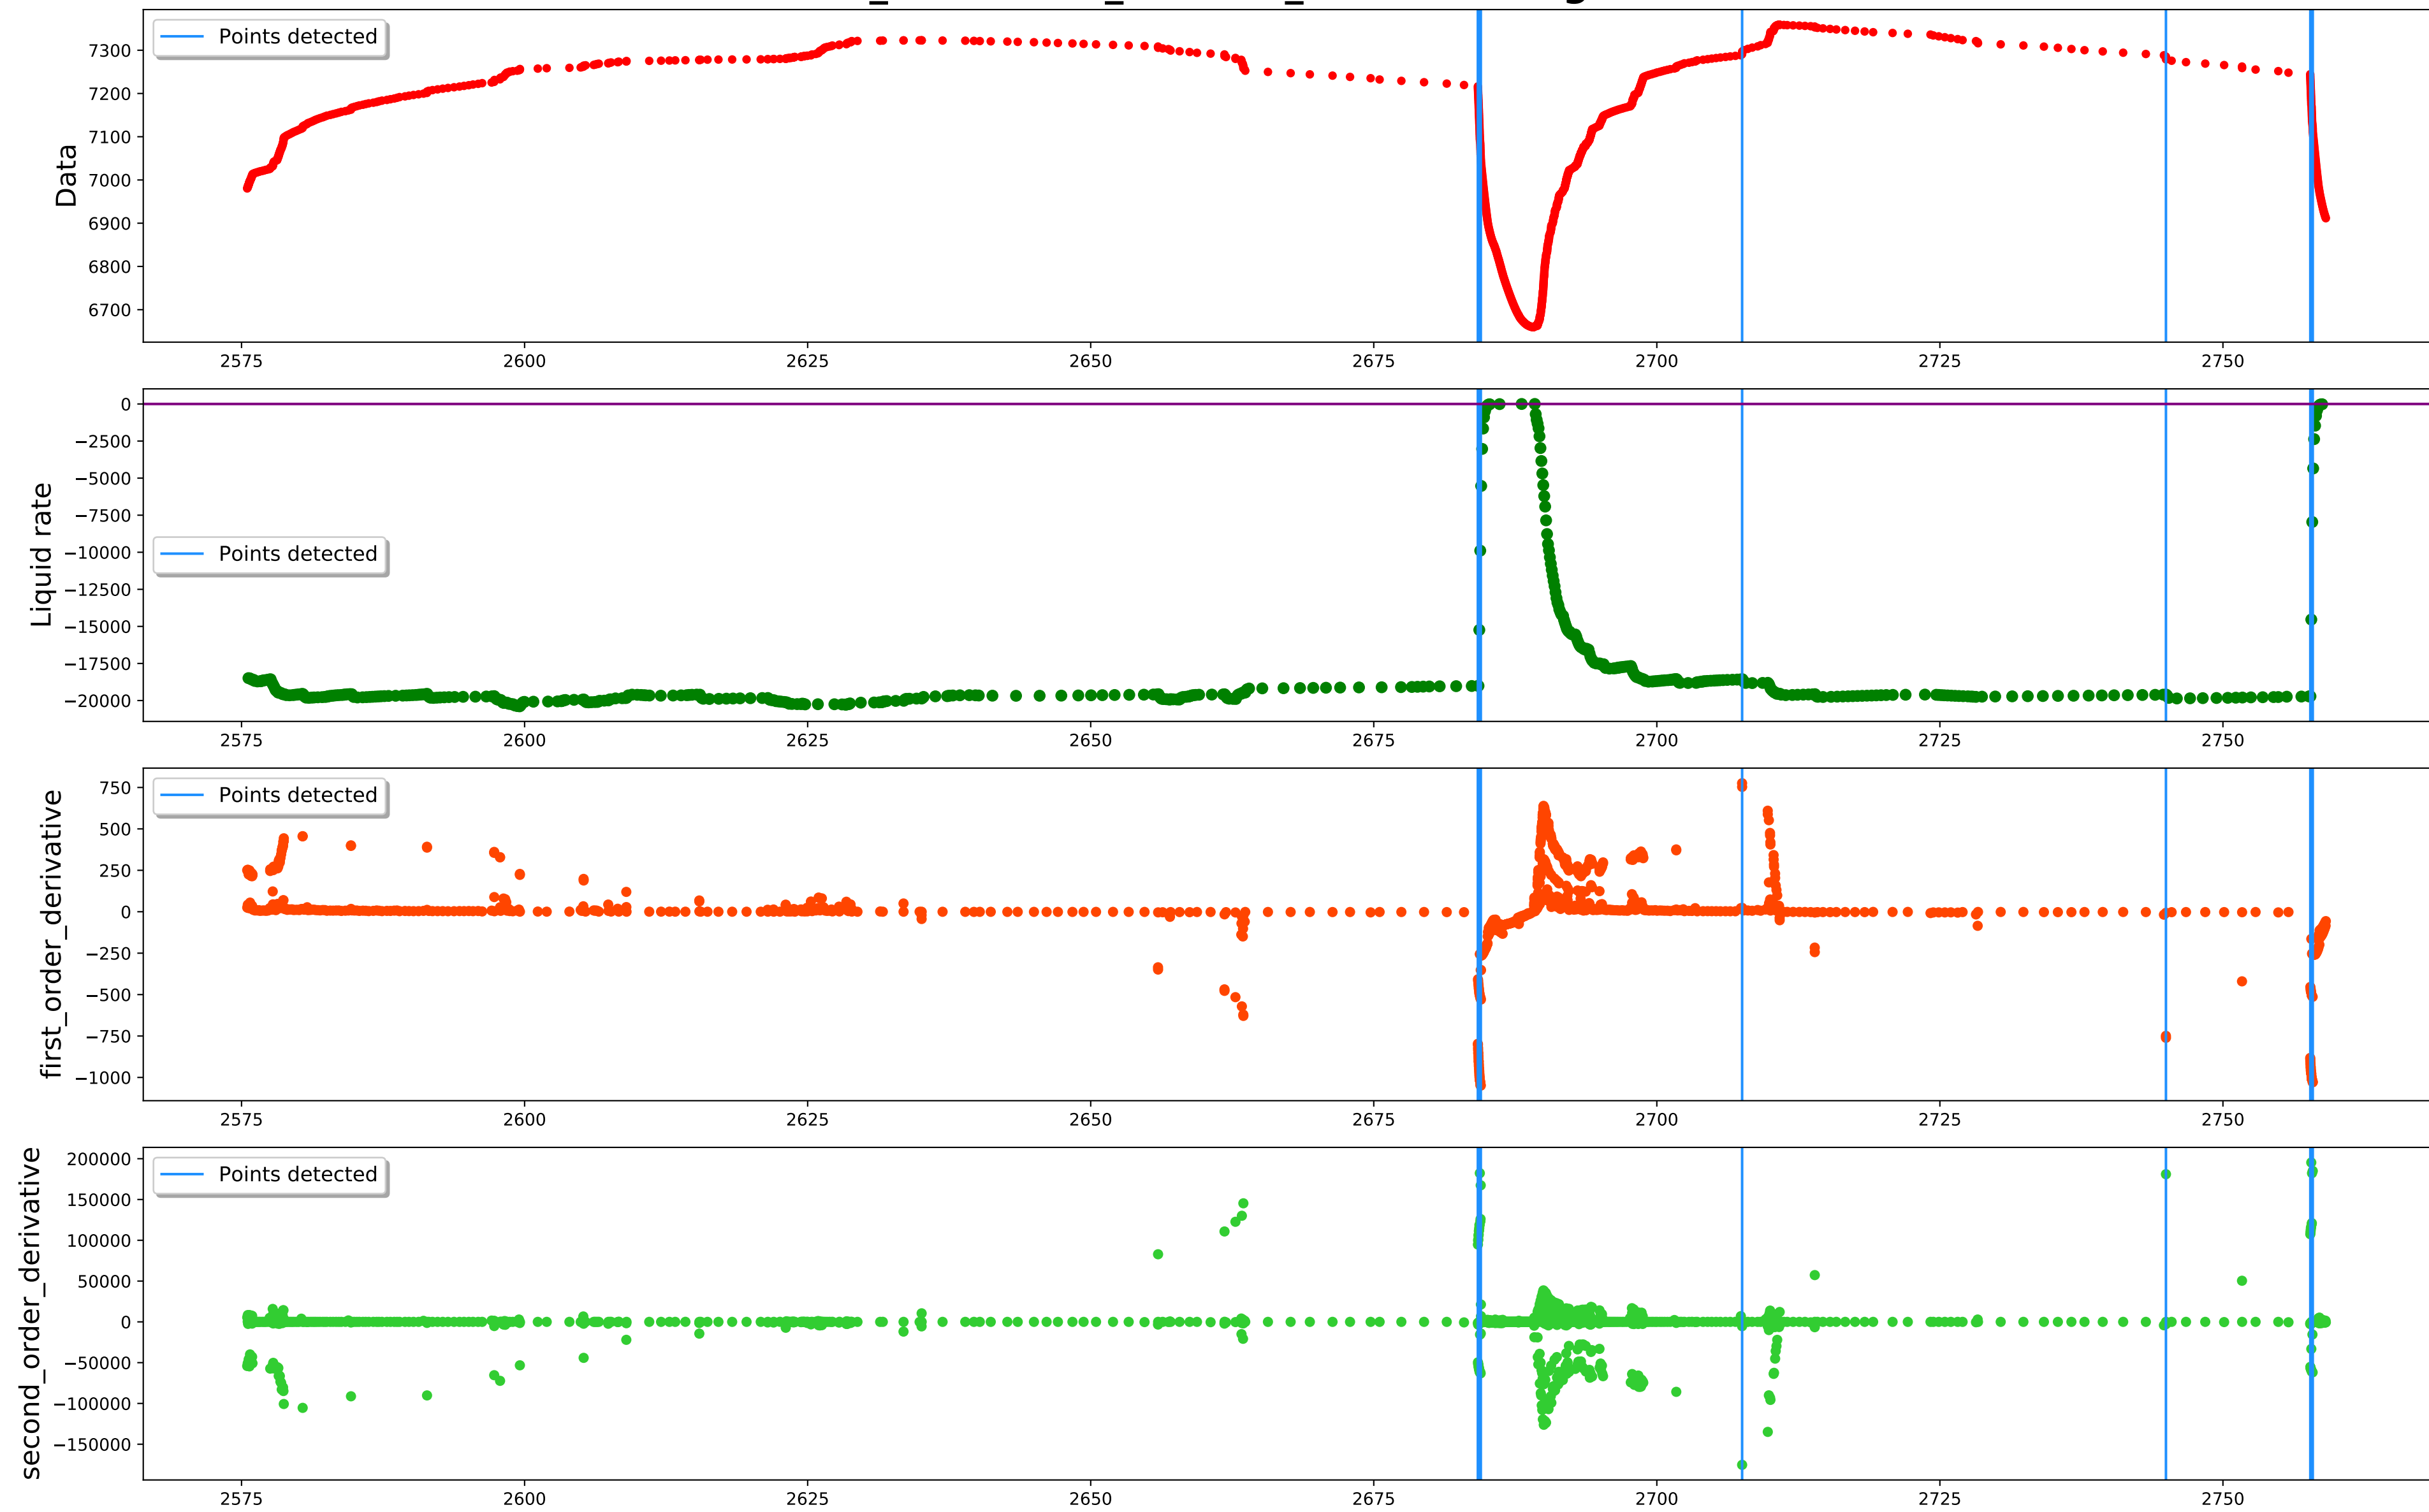 Points detected
Data
7300
7200
7100
7000
6900
6800
6700
2575 2600 2625 2650 2675 2700 2725 2750
Points detected
Liquid rate
0
−2500
−5000
−7500
−10000
−12500
−15000
−17500
−20000
2575 2600 2625 2650 2675 2700 2725 2750
Points detected
first_order_derivative
750
500
250
0
−250
−500
−750
−1000
2575 2600 2625 2650 2675 2700 2725 2750
Points detected
second_order_derivative
200000
150000
100000
50000
0
−50000
−100000
−150000
2575 2600 2625 2650 2675 2700 2725 2750